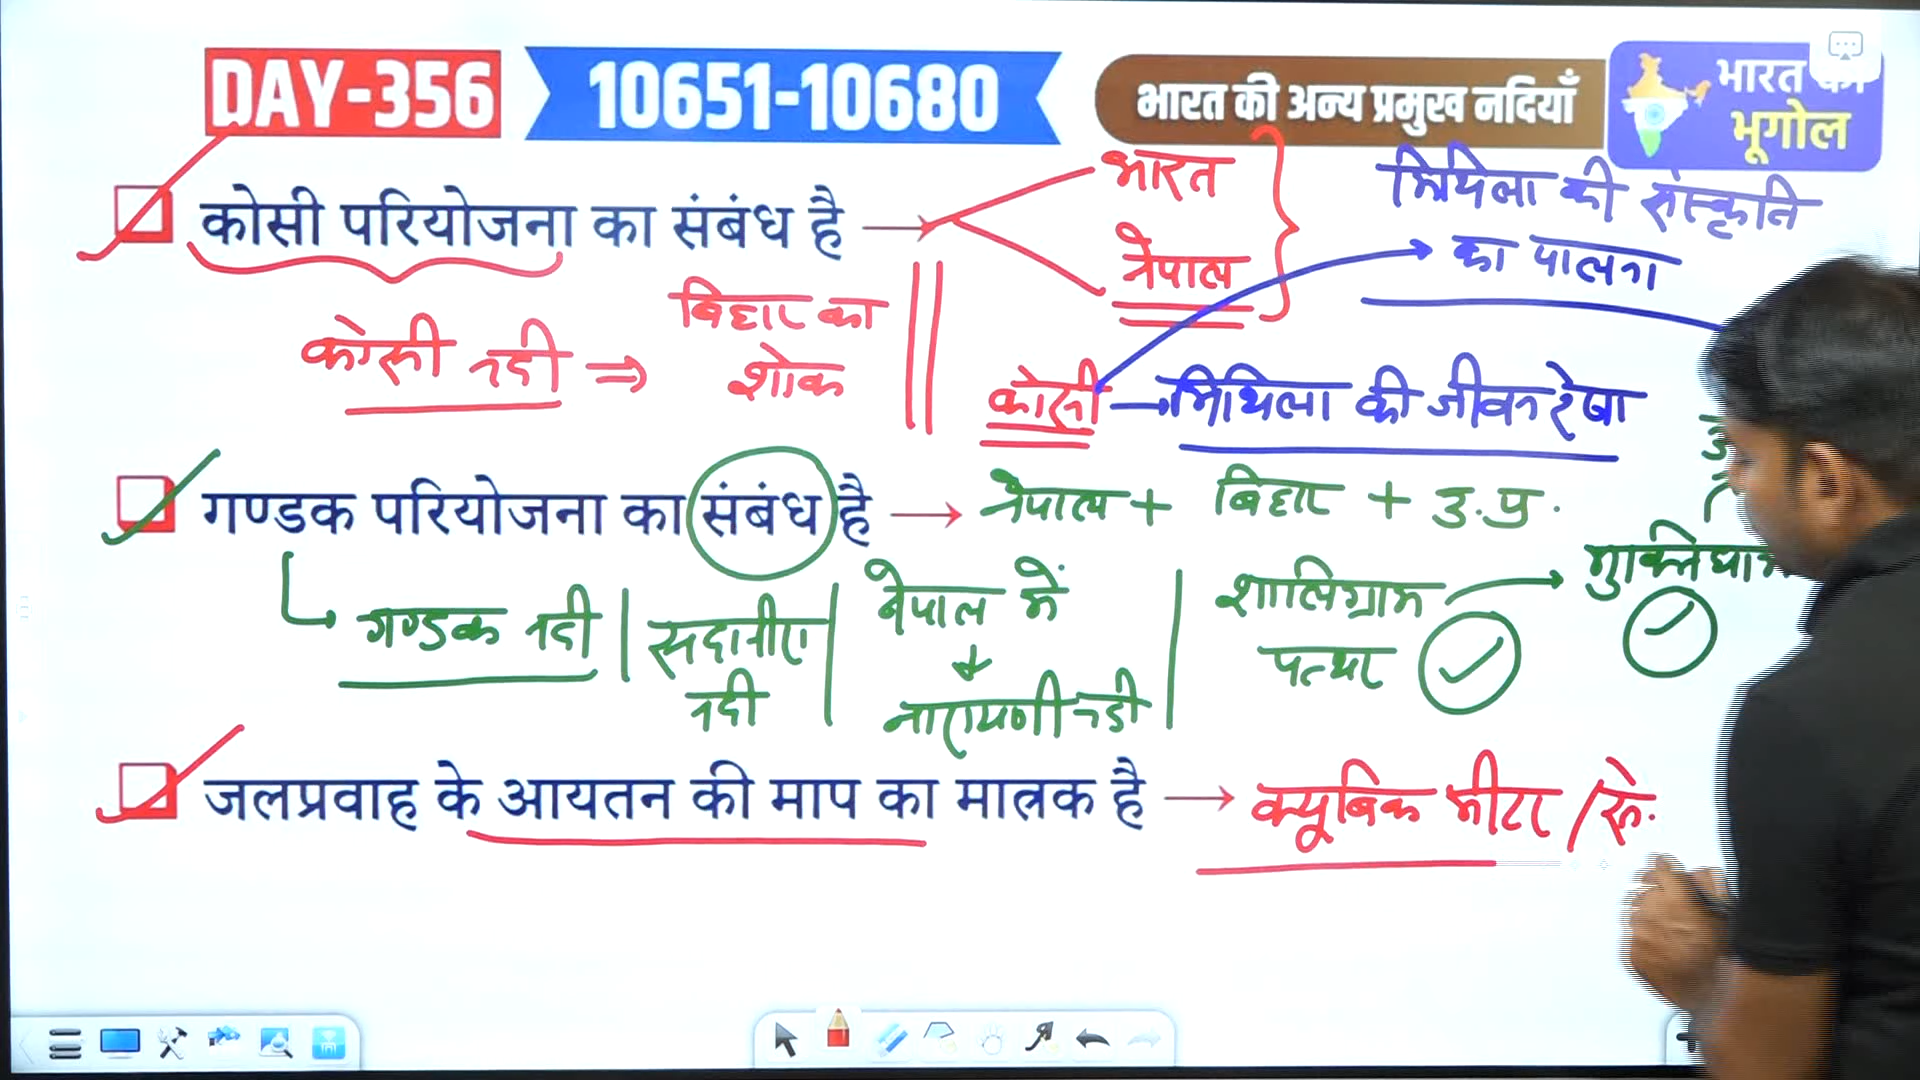 DAY-356 10651-10680 भारत की अन्य प्रमुख नदियाँ भारत का भूगोल
कोसी परियोजना का संबंध है → भारत
नेपाल
मिथिला की संस्कृति
का पालना
कोसी नदी ⇒ बिहार का
शोक
कोसी → मिथिला की जीवन रेखा
गण्डक परियोजना का संबंध है → नेपाल + बिहार + उ.प्र.
गण्डक नदी | सदानीरा
नदी
नेपाल में
नारायणी नदी
शालिग्राम
पत्थर
मुक्तिधाम
जलप्रवाह के आयतन की माप का मात्रक है → क्यूबिक मीटर / से.